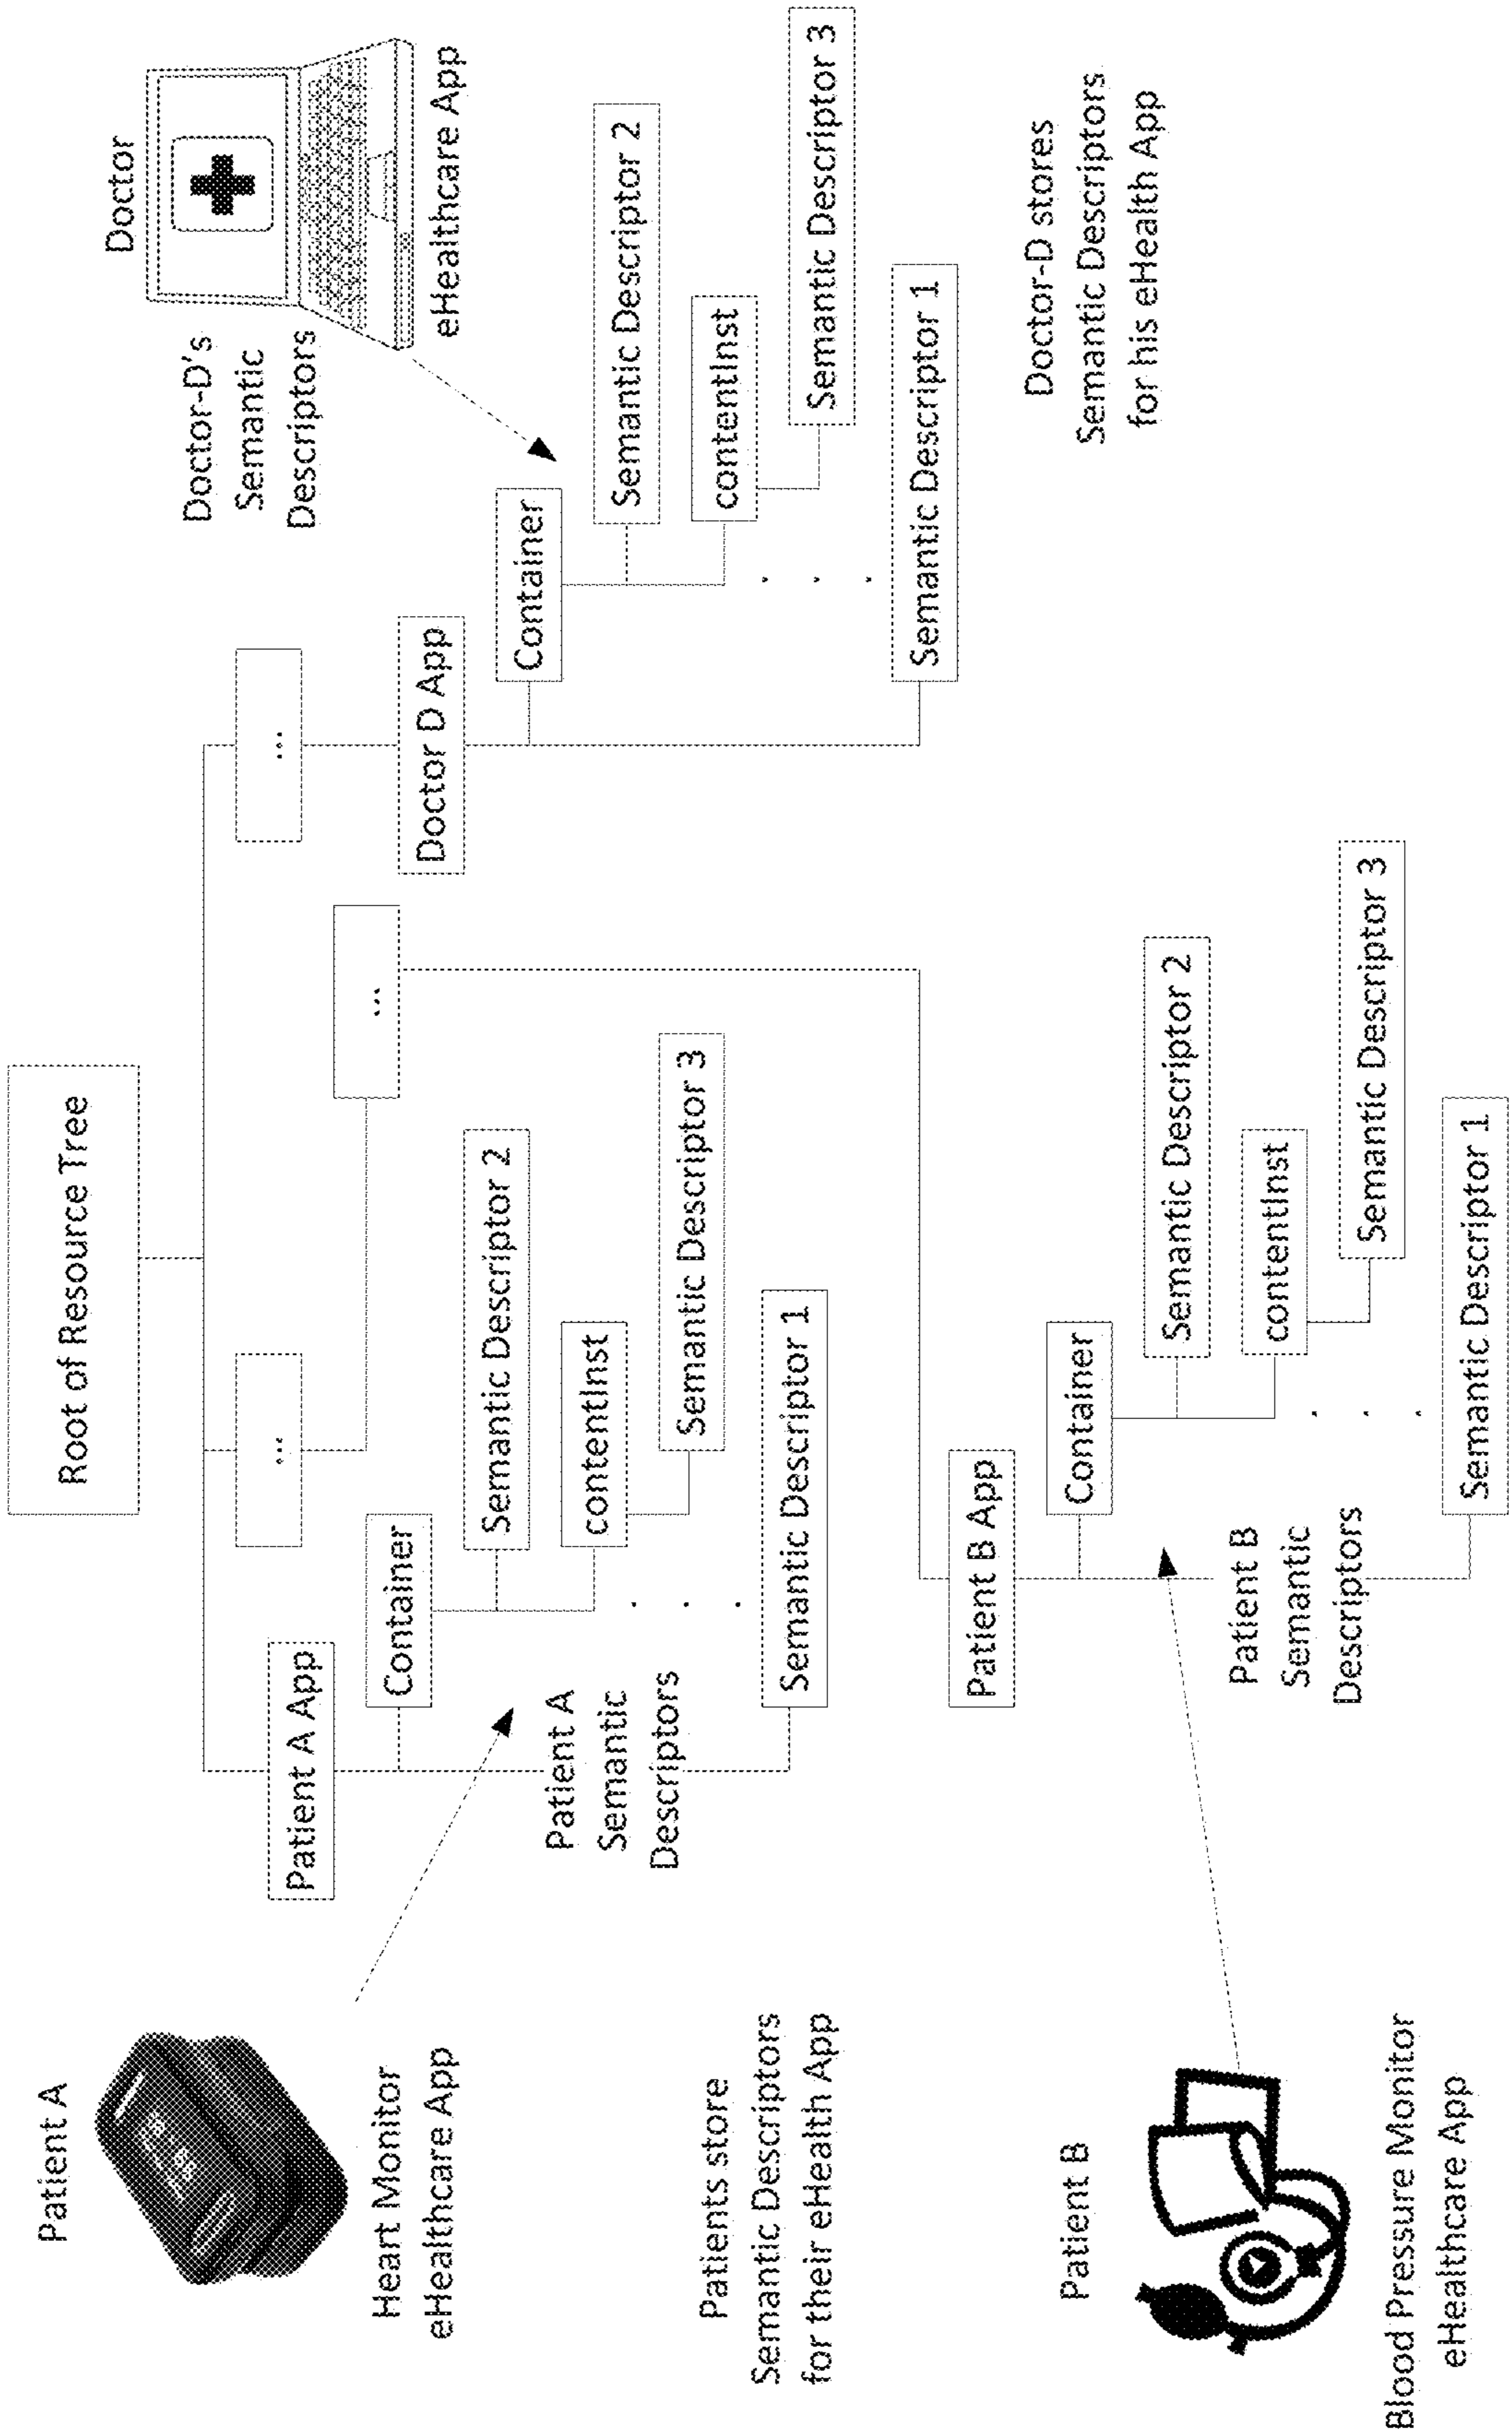 Root of Resource Tree
Patient A
Heart Monitor
eHealthcare App
Patient A App
Container
Semantic Descriptor 2
contentInst
Semantic Descriptor 3
.
.
.
Semantic Descriptor 1
Patient A
Semantic
Descriptors
...
...
...
Doctor D App
Container
Semantic Descriptor 2
contentInst
Semantic Descriptor 3
.
.
.
Semantic Descriptor 1
Doctor-D's
Semantic
Descriptors
Doctor
eHealthcare App
Patients store
Semantic Descriptors
for their eHealth App
Doctor-D stores
Semantic Descriptors
for his eHealth App
Patient B
Blood Pressure Monitor
eHealthcare App
Patient B App
Container
Semantic Descriptor 2
contentInst
Semantic Descriptor 3
.
.
.
Semantic Descriptor 1
Patient B
Semantic
Descriptors